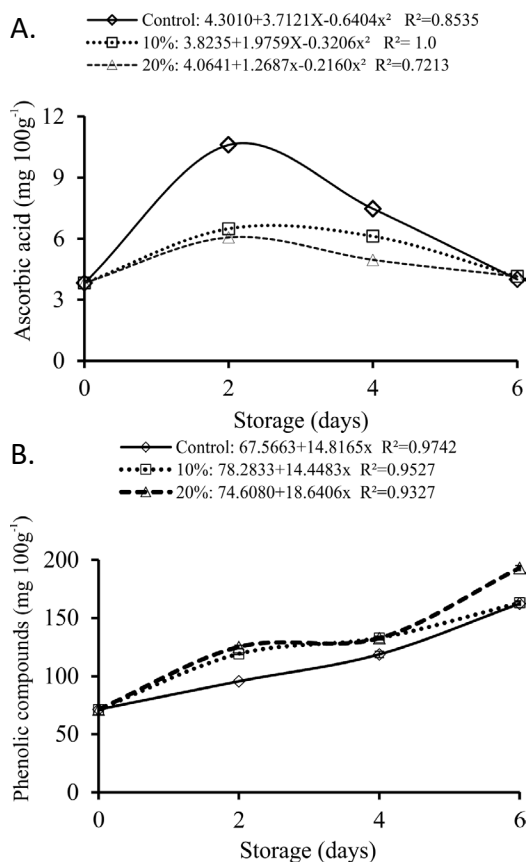 A.
Control: 4.3010+3.7121X-0.6404x² R²=0.8535
10%: 3.8235+1.9759X-0.3206x² R²= 1.0
20%: 4.0641+1.2687x-0.2160x² R²=0.7213
Ascorbic acid (mg 100g⁻¹)
12
9
6
3
0
0 2 4 6
Storage (days)
B.
Control: 67.5663+14.8165x R²=0.9742
10%: 78.2833+14.4483x R²=0.9527
20%: 74.6080+18.6406x R²=0.9327
Phenolic compounds (mg 100g⁻¹)
200
150
100
50
0
0 2 4 6
Storage (days)